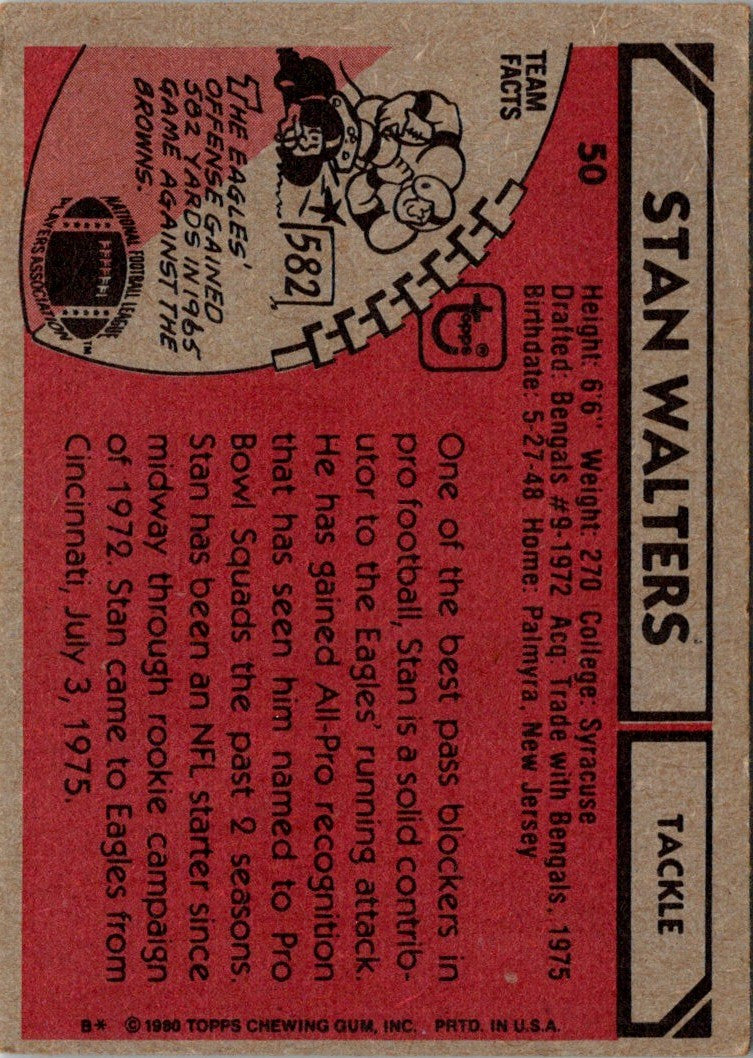 STAN WALTERS
TACKLE
50
Height: 6'6" Weight: 270 College: Syracuse
Drafted: Bengals #9-1972 Acq: Trade with Bengals, 1975
Birthdate: 5-27-48 Home: Palmyra, New Jersey
TEAM
FACTS
582
THE EAGLES'
OFFENSE GAINED
582 YARDS IN 1965
GAME AGAINST THE
BROWNS.
NATIONAL FOOTBALL LEAGUE
PLAYERS ASSOCIATION
TM
topps®
One of the best pass blockers in
pro football, Stan is a solid contrib-
utor to the Eagles' running attack.
He has gained All-Pro recognition
that has seen him named to Pro
Bowl Squads the past 2 seasons.
Stan has been an NFL starter since
midway through rookie campaign
of 1972. Stan came to Eagles from
Cincinnati, July 3, 1975.
B* © 1980 TOPPS CHEWING GUM, INC. PRTD. IN U.S.A.